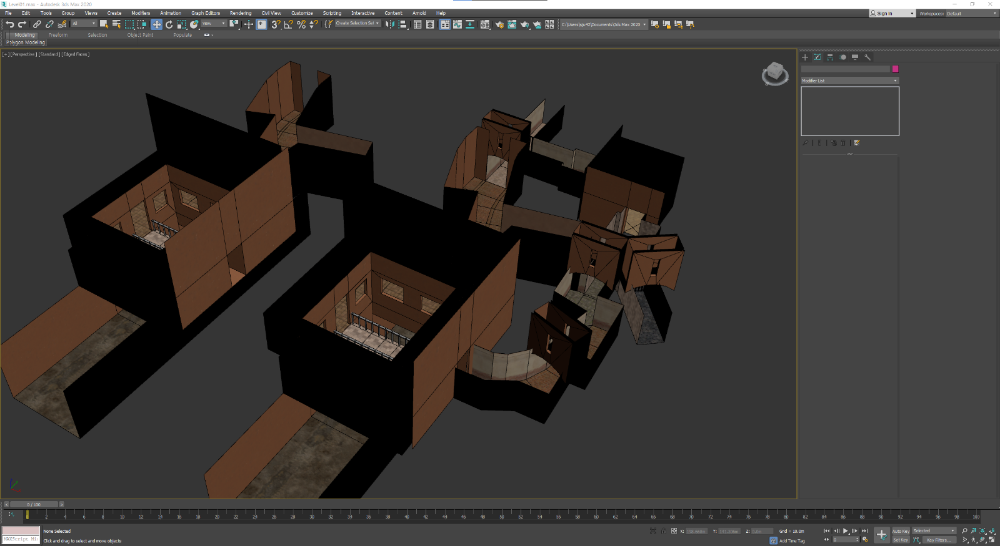 Level01.max - Autodesk 3ds Max 2020
File Edit Tools Group Views Create Modifiers Animation Graph Editors Rendering Civil View Customize Scripting Interactive Content Arnold Help
Sign In Workspaces: Default
All View Create Selection Set C:\Users\sju42\Documents\3ds Max 2020
Modeling Freeform Selection Object Paint Populate
Polygon Modeling
[+] [Perspective] [Standard] [Edged Faces]
Modifier List
0 / 100
2 4 6 8 10 12 14 16 18 20 22 24 26 28 30 32 34 36 38 40 42 44 46 48 50 52 54 56 58 60 62 64 66 68 70 72 74 76 78 80 82 84 86 88 90 92 94 96 98 100
None Selected X: Y: Z: 0.0m Grid = 10.0m Auto Key Selected
MAXScript Mi Click and drag to select and move objects Add Time Tag 0 Set Key Key Filters...